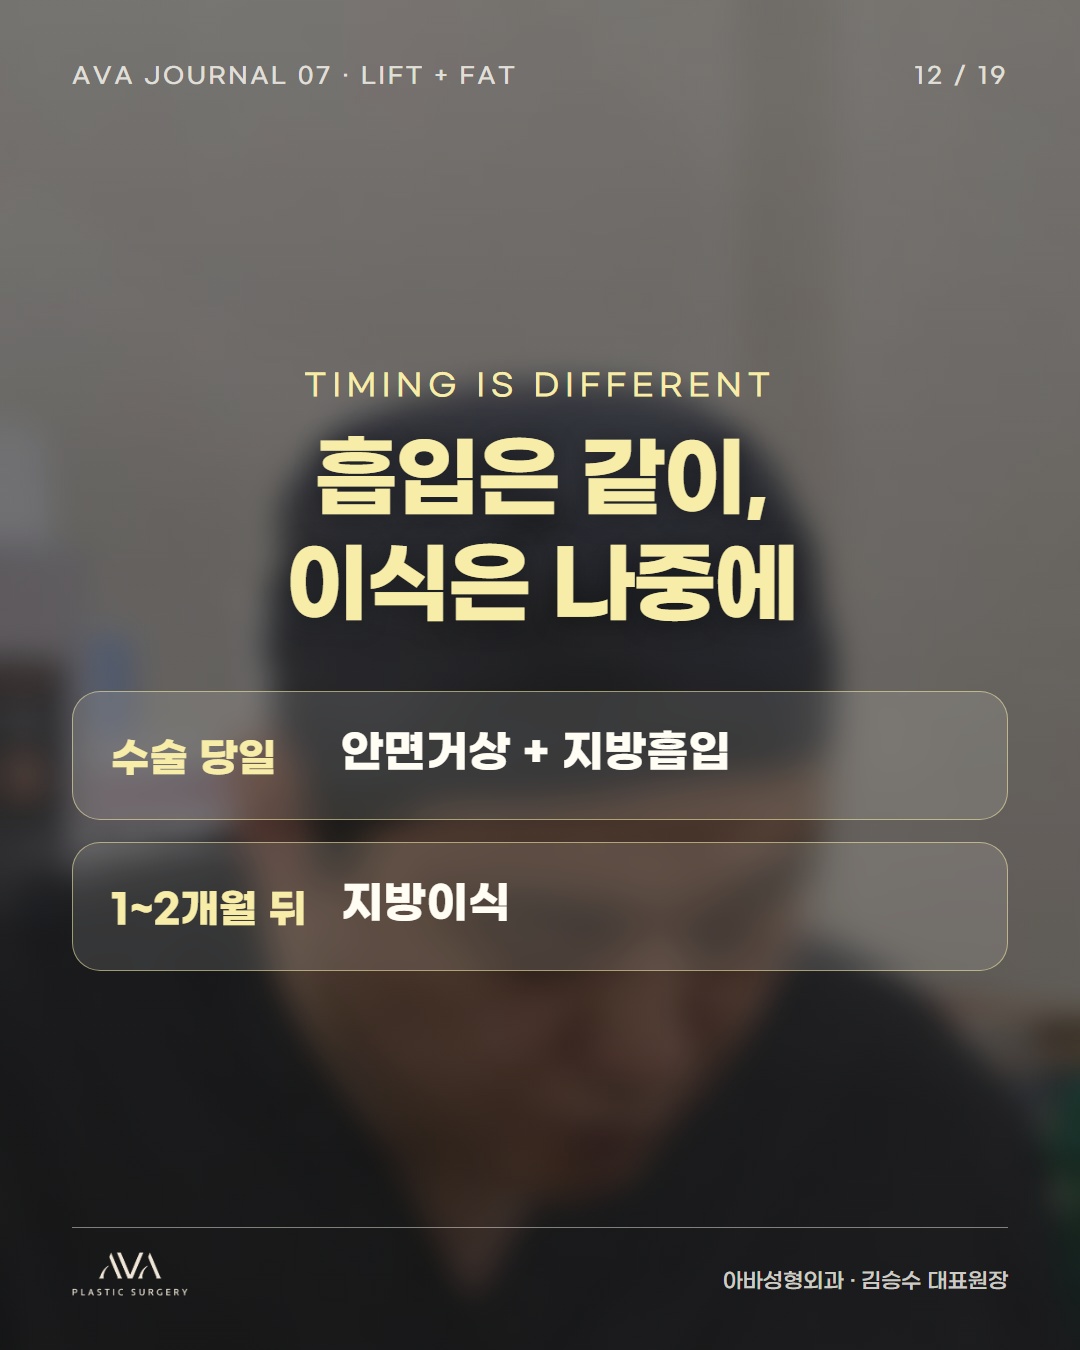 AVA JOURNAL 07 · LIFT + FAT
12 / 19
TIMING IS DIFFERENT
흡입은 같이,
이식은 나중에
수술 당일 안면거상 + 지방흡입
1~2개월 뒤 지방이식
AVA
PLASTIC SURGERY
아바성형외과 · 김승수 대표원장